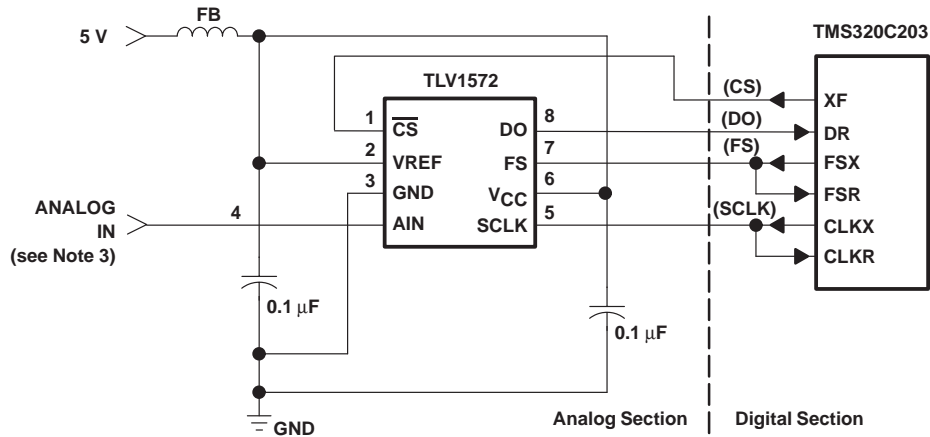 FB
5 V
TMS320C203
TLV1572
(CS)
XF
1
CS
DO
8
(DO)
DR
2
VREF
FS
7
(FS)
FSX
3
GND
VCC
6
FSR
ANALOG
IN
(see Note 3)
4
AIN
SCLK
5
(SCLK)
CLKX
CLKR
0.1 μF
0.1 μF
GND
Analog Section
Digital Section